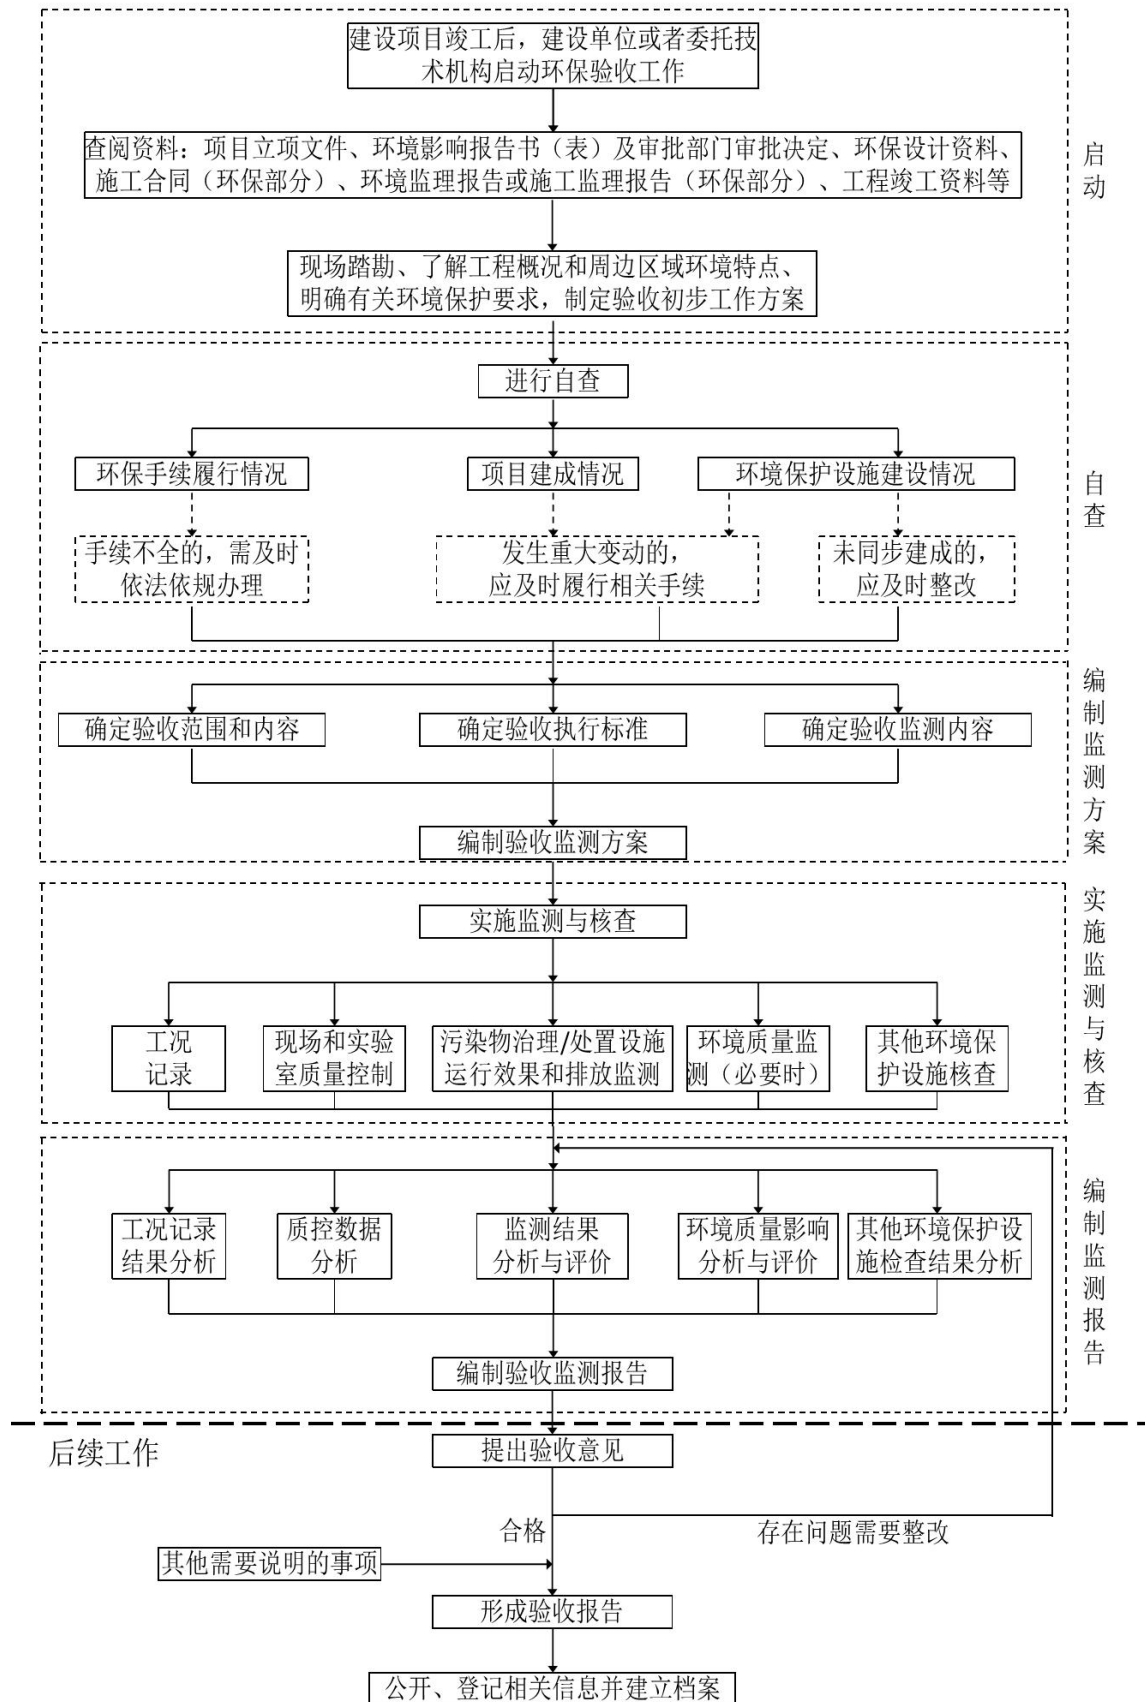 建设项目竣工后，建设单位或者委托技
术机构启动环保验收工作
查阅资料：项目立项文件、环境影响报告书（表）及审批部门审批决定、环保设计资料、
施工合同（环保部分）、环境监理报告或施工监理报告（环保部分）、工程竣工资料等
现场踏勘、了解工程概况和周边区域环境特点、
明确有关环境保护要求，制定验收初步工作方案
启动
进行自查
环保手续履行情况
项目建成情况
环境保护设施建设情况
手续不全的，需及时
依法依规办理
发生重大变动的，
应及时履行相关手续
未同步建成的，
应及时整改
自查
确定验收范围和内容
确定验收执行标准
确定验收监测内容
编制验收监测方案
编制监测方案
实施监测与核查
工况
记录
现场和实验
室质量控制
污染物治理/处置设施
运行效果和排放监测
环境质量监
测（必要时）
其他环境保
护设施核查
实施监测与核查
工况记录
结果分析
质控数据
分析
监测结果
分析与评价
环境质量影响
分析与评价
其他环境保护设
施检查结果分析
编制验收监测报告
编制监测报告
后续工作
提出验收意见
合格
存在问题需要整改
其他需要说明的事项
形成验收报告
公开、登记相关信息并建立档案